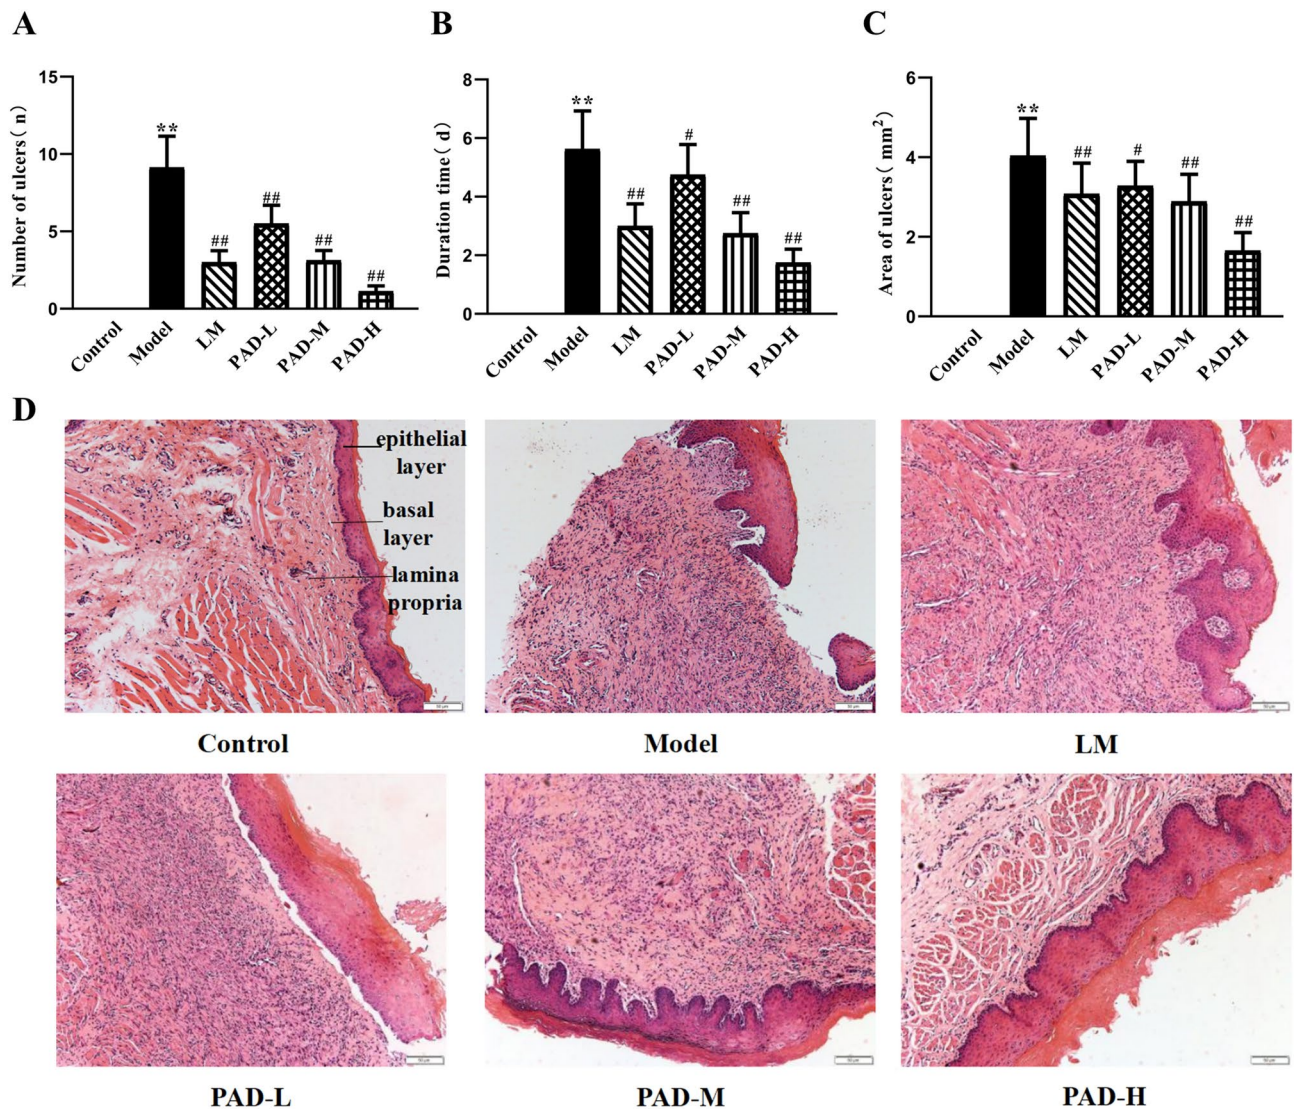 A
B
C
Number of ulcers( n)
15
10
5
0
**
##
##
##
##
Control
Model
LM
PAD-L
PAD-M
PAD-H
Duration time( d)
8
6
4
2
0
**
##
#
##
##
Control
Model
LM
PAD-L
PAD-M
PAD-H
Area of ulcers( mm²)
6
4
2
0
**
##
#
##
##
Control
Model
LM
PAD-L
PAD-M
PAD-H
D
epithelial
layer
basal
layer
lamina
propria
50 μm
Control
Model
LM
PAD-L
PAD-M
PAD-H